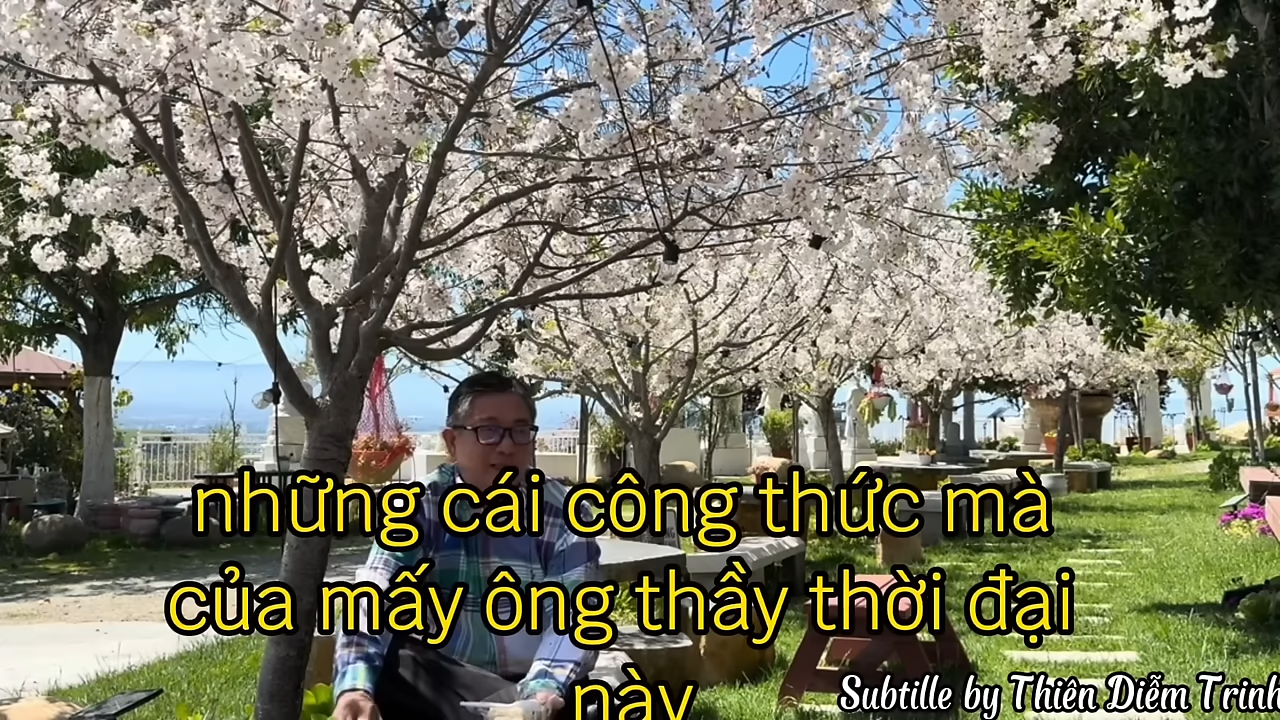 những cái công thức mà
của mấy ông thầy thời đại
này
Subtille by Thiên Diễm Trinh